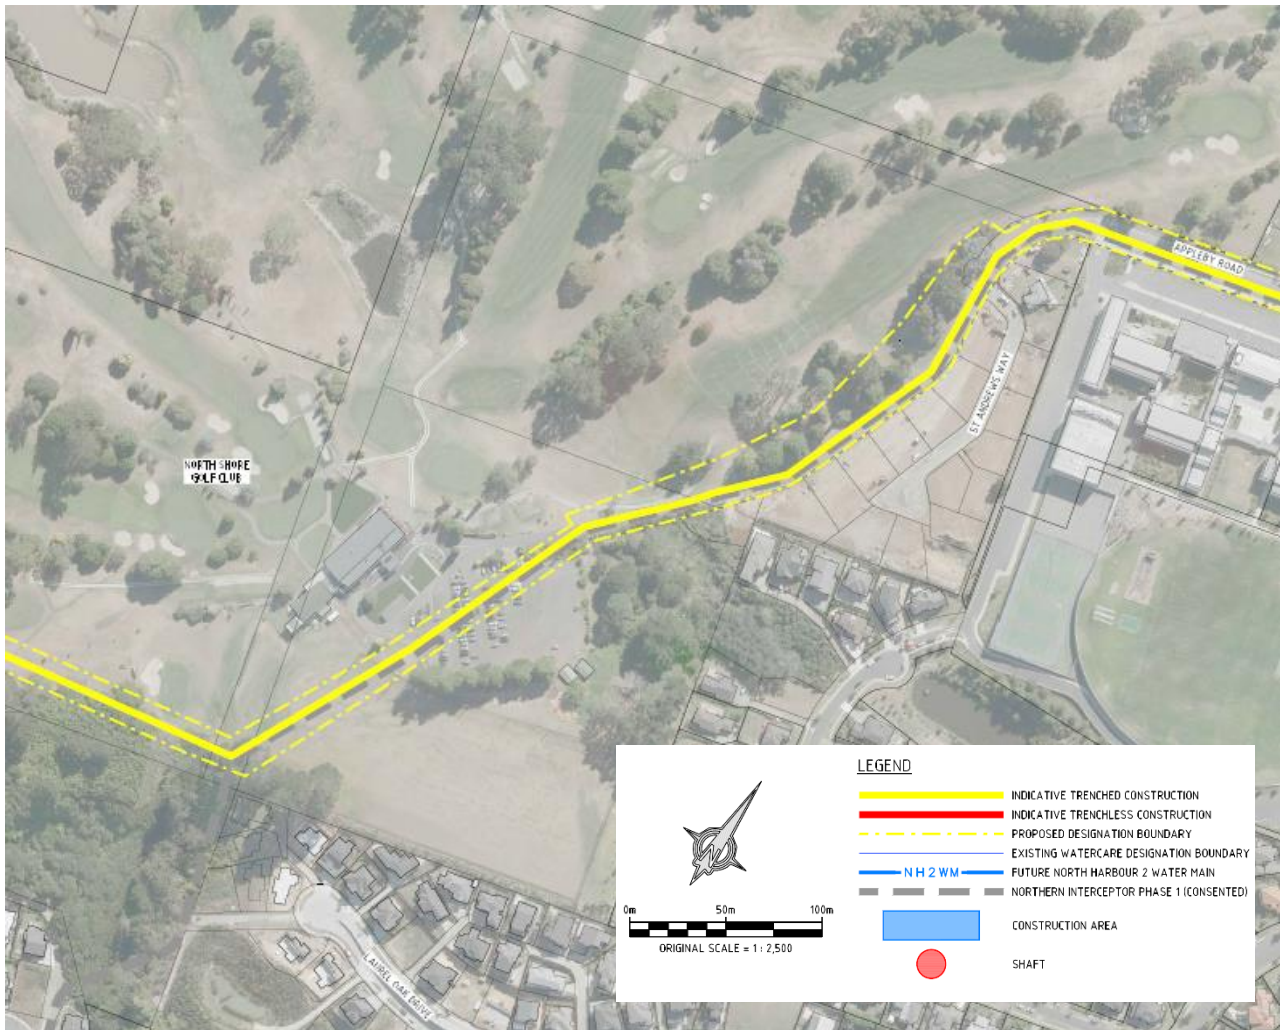 APPLEBY ROAD
ST ANDREWS WAY
NORTH SHORE
GOLF CLUB
LAUREL OAK DRIVE
LEGEND
INDICATIVE TRENCHED CONSTRUCTION
INDICATIVE TRENCHLESS CONSTRUCTION
PROPOSED DESIGNATION BOUNDARY
EXISTING WATERCARE DESIGNATION BOUNDARY
NH2WM FUTURE NORTH HARBOUR 2 WATER MAIN
NORTHERN INTERCEPTOR PHASE 1 (CONSENTED)
CONSTRUCTION AREA
SHAFT
N
0m 50m 100m
ORIGINAL SCALE = 1 : 2,500